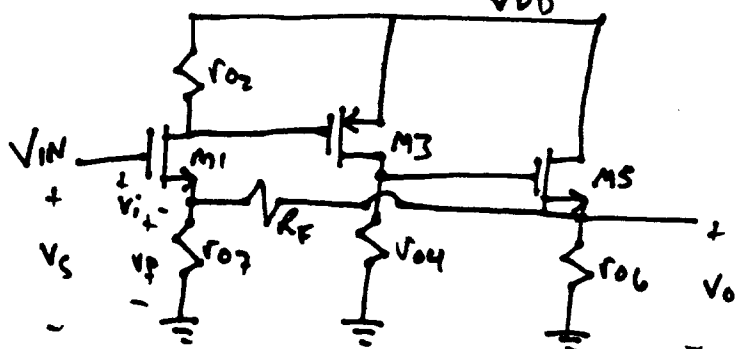 VDD
ro2
VIN
M1
M3
M5
+
vi
+
-
+
vs
-
vf
-
ro7
RF
ro4
ro6
+
vo
-